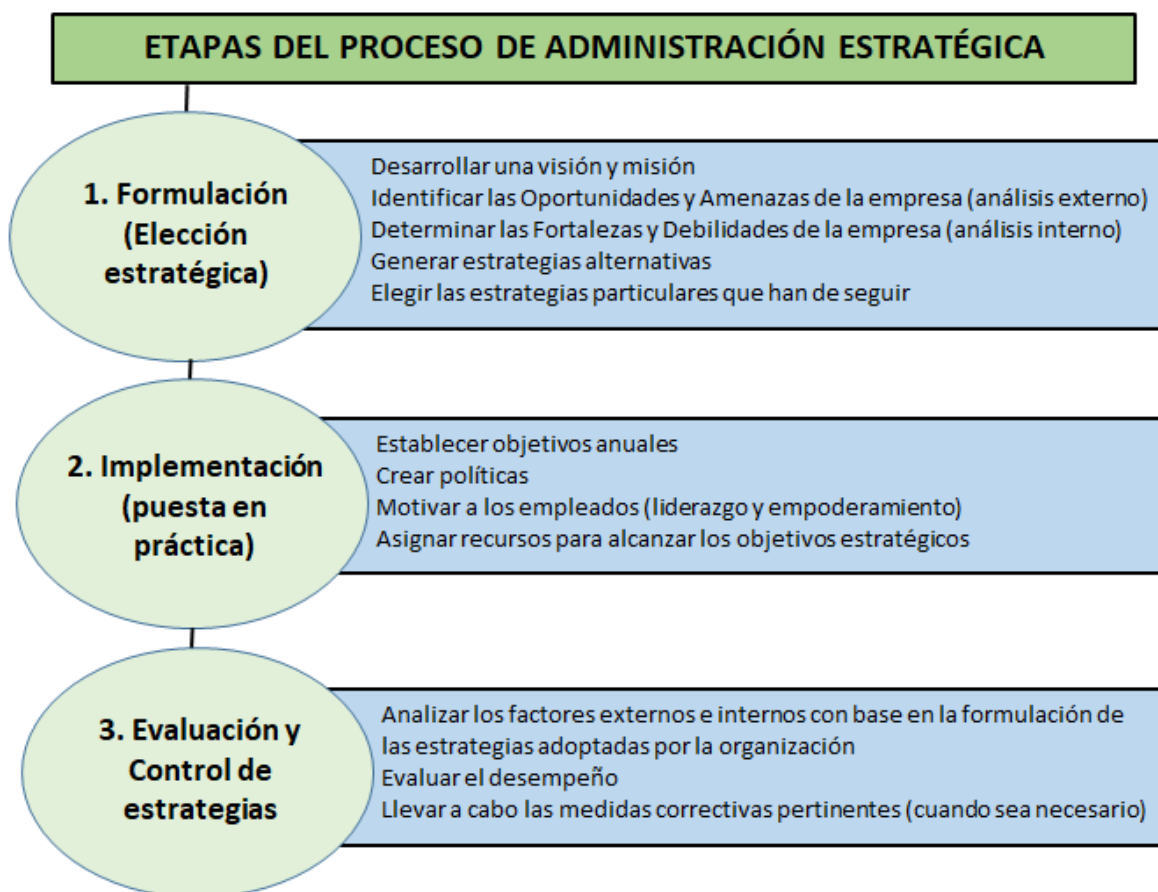 ETAPAS DEL PROCESO DE ADMINISTRACIÓN ESTRATÉGICA
1. Formulación
(Elección
estratégica)
Desarrollar una visión y misión
Identificar las Oportunidades y Amenazas de la empresa (análisis externo)
Determinar las Fortalezas y Debilidades de la empresa (análisis interno)
Generar estrategias alternativas
Elegir las estrategias particulares que han de seguir
2. Implementación
(puesta en
práctica)
Establecer objetivos anuales
Crear políticas
Motivar a los empleados (liderazgo y empoderamiento)
Asignar recursos para alcanzar los objetivos estratégicos
3. Evaluación y
Control de
estrategias
Analizar los factores externos e internos con base en la formulación de
las estrategias adoptadas por la organización
Evaluar el desempeño
Llevar a cabo las medidas correctivas pertinentes (cuando sea necesario)